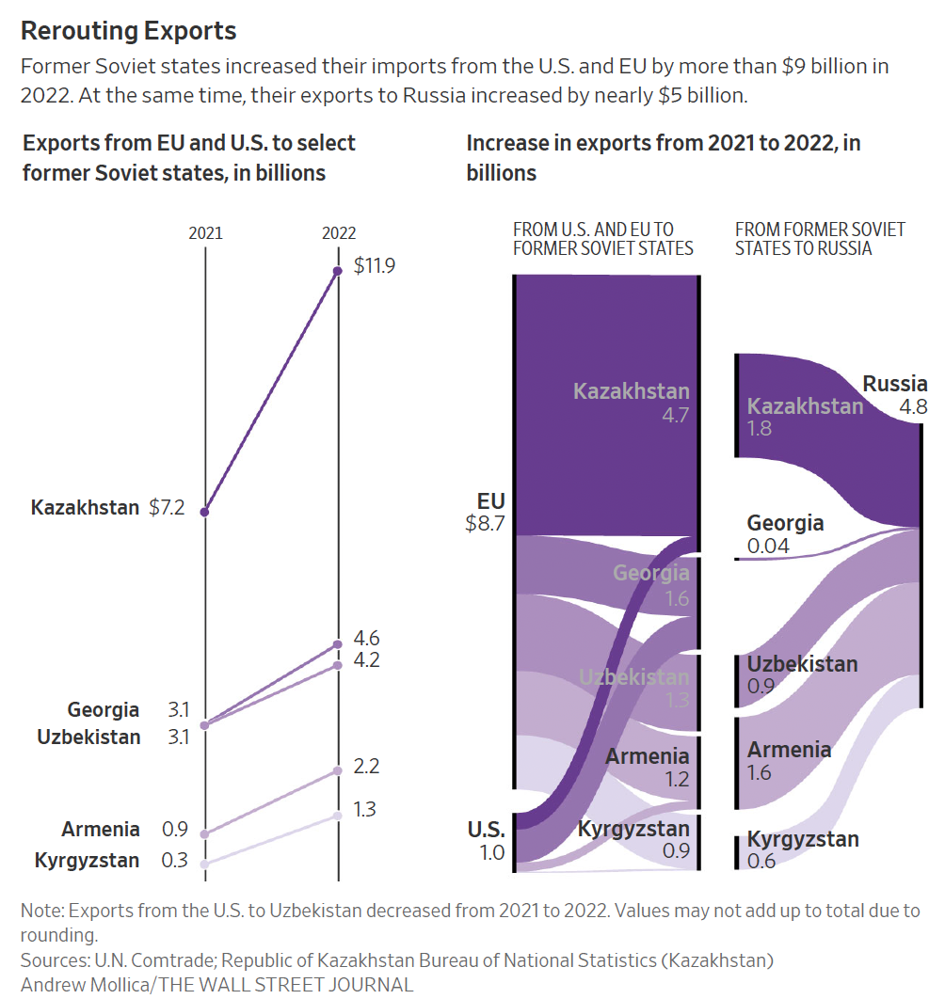 Rerouting Exports
Former Soviet states increased their imports from the U.S. and EU by more than $9 billion in
2022. At the same time, their exports to Russia increased by nearly $5 billion.
Exports from EU and U.S. to select
former Soviet states, in billions
2021
2022
$11.9
Kazakhstan $7.2
4.6
4.2
Georgia 3.1
Uzbekistan 3.1
2.2
Armenia 0.9
1.3
Kyrgyzstan 0.3
Increase in exports from 2021 to 2022, in
billions
FROM U.S. AND EU TO
FORMER SOVIET STATES
FROM FORMER SOVIET
STATES TO RUSSIA
EU
$8.7
U.S.
1.0
Kazakhstan
4.7
Georgia
1.6
Uzbekistan
1.3
Armenia
1.2
Kyrgyzstan
0.9
Kazakhstan
1.8
Georgia
0.04
Uzbekistan
0.9
Armenia
1.6
Kyrgyzstan
0.6
Russia
4.8
Note: Exports from the U.S. to Uzbekistan decreased from 2021 to 2022. Values may not add up to total due to
rounding.
Sources: U.N. Comtrade; Republic of Kazakhstan Bureau of National Statistics (Kazakhstan)
Andrew Mollica/THE WALL STREET JOURNAL